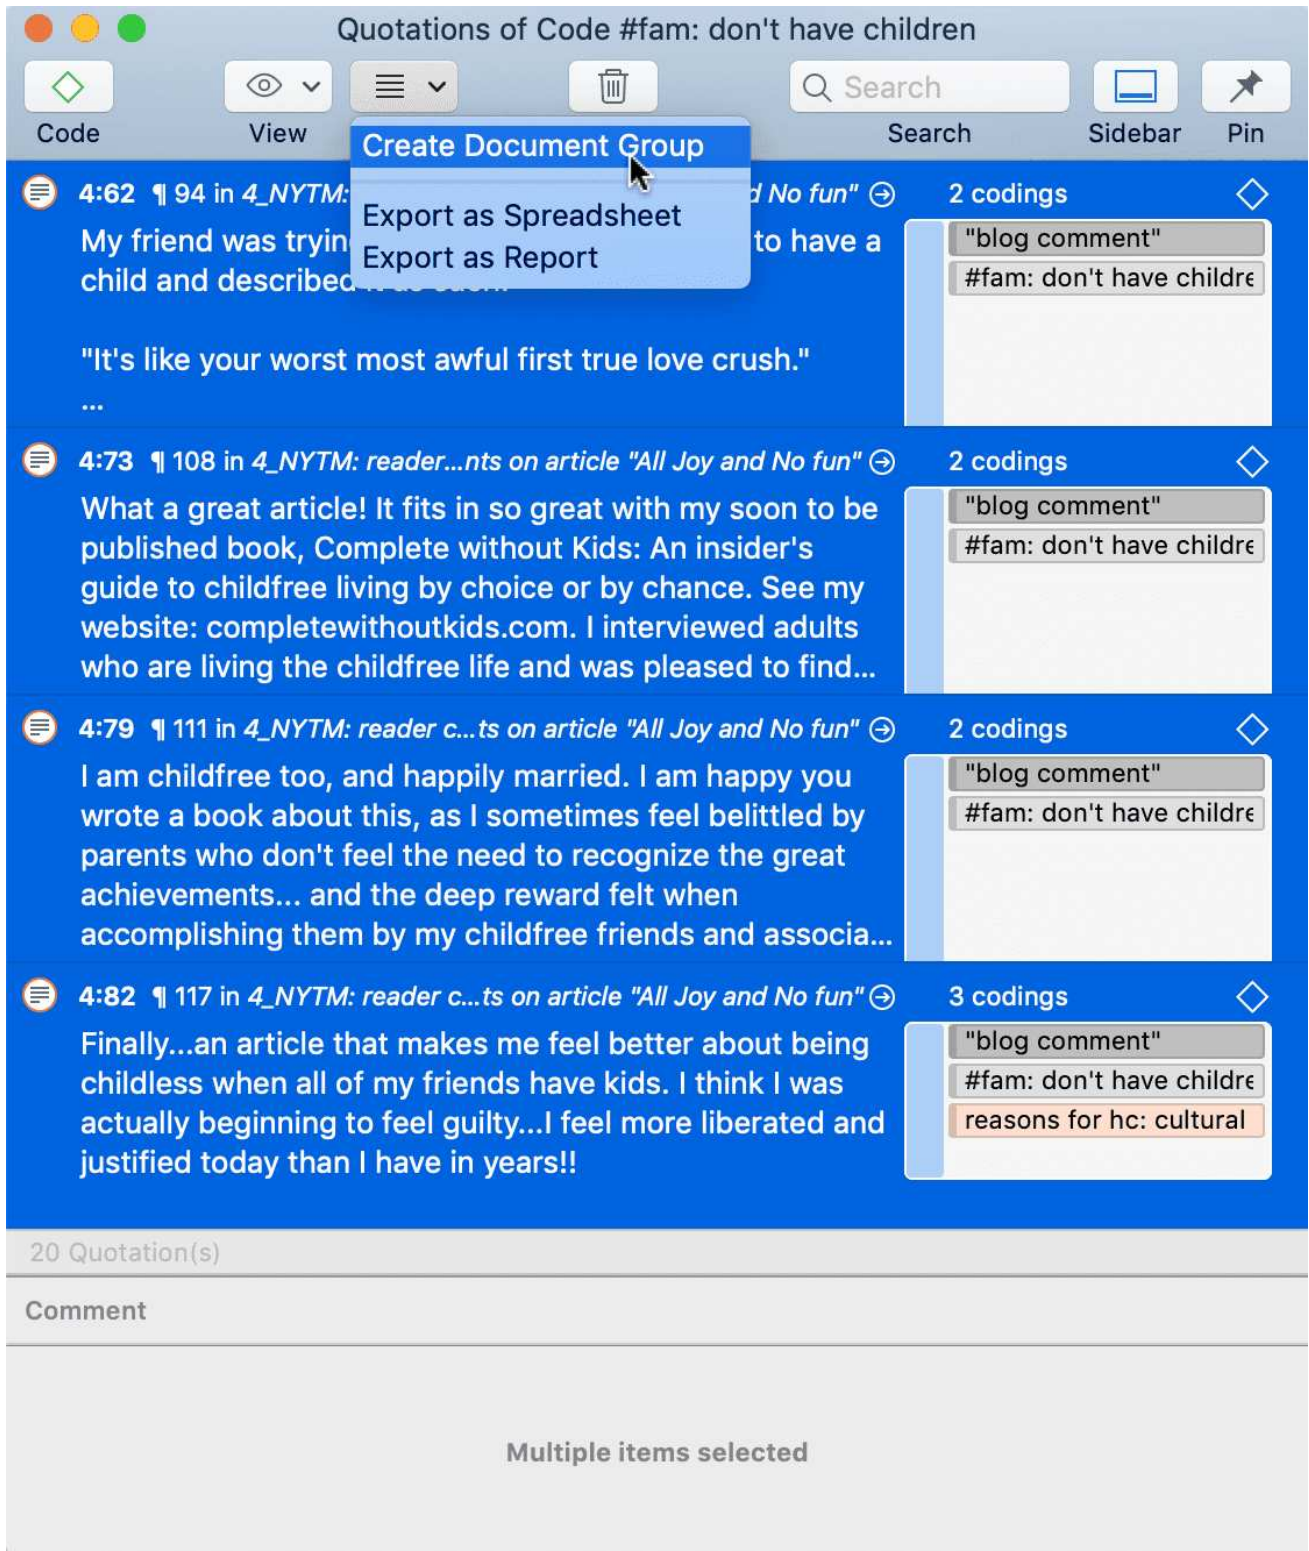 Quotations of Code #fam: don't have children
Search
Code View Search Sidebar Pin
Create Document Group
Export as Spreadsheet
Export as Report
4:62 ¶ 94 in 4_NYTM: d No fun" 2 codings
My friend was tryin to have a
child and described
"It's like your worst most awful first true love crush."
...
"blog comment"
#fam: don't have childre
4:73 ¶ 108 in 4_NYTM: reader...nts on article "All Joy and No fun" 2 codings
What a great article! It fits in so great with my soon to be
published book, Complete without Kids: An insider's
guide to childfree living by choice or by chance. See my
website: completewithoutkids.com. I interviewed adults
who are living the childfree life and was pleased to find...
"blog comment"
#fam: don't have childre
4:79 ¶ 111 in 4_NYTM: reader c...ts on article "All Joy and No fun" 2 codings
I am childfree too, and happily married. I am happy you
wrote a book about this, as I sometimes feel belittled by
parents who don't feel the need to recognize the great
achievements... and the deep reward felt when
accomplishing them by my childfree friends and associa...
"blog comment"
#fam: don't have childre
4:82 ¶ 117 in 4_NYTM: reader c...ts on article "All Joy and No fun" 3 codings
Finally...an article that makes me feel better about being
childless when all of my friends have kids. I think I was
actually beginning to feel guilty...I feel more liberated and
justified today than I have in years!!
"blog comment"
#fam: don't have childre
reasons for hc: cultural
20 Quotation(s)
Comment
Multiple items selected